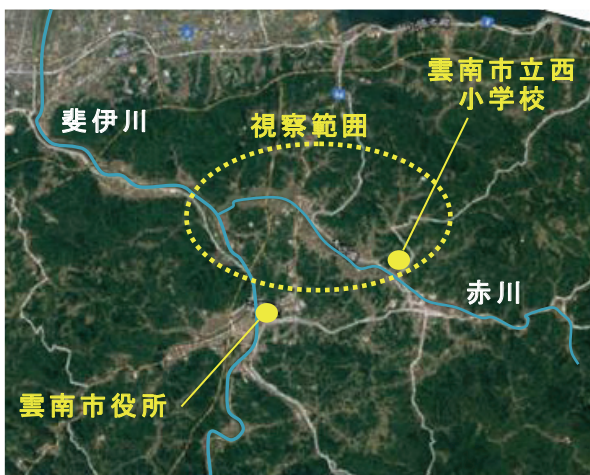 雲南市立西
小学校
斐伊川
視察範囲
赤川
雲南市役所